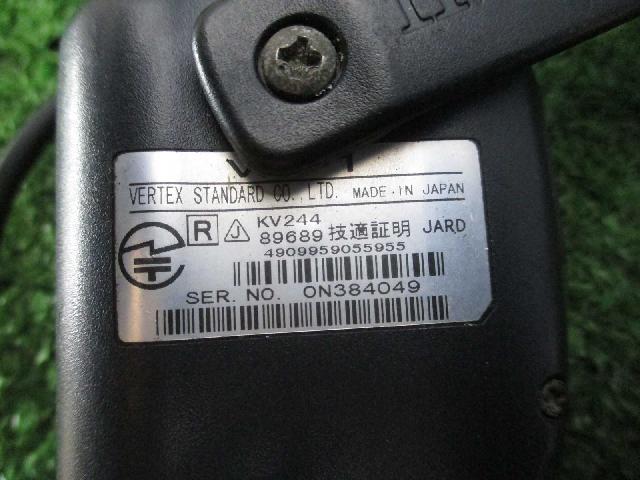 VERTEX STANDARD CO., LTD. MADE IN JAPAN
R KV244
89689 技適証明 JARD
4909959055955
SER. NO. 0N384049